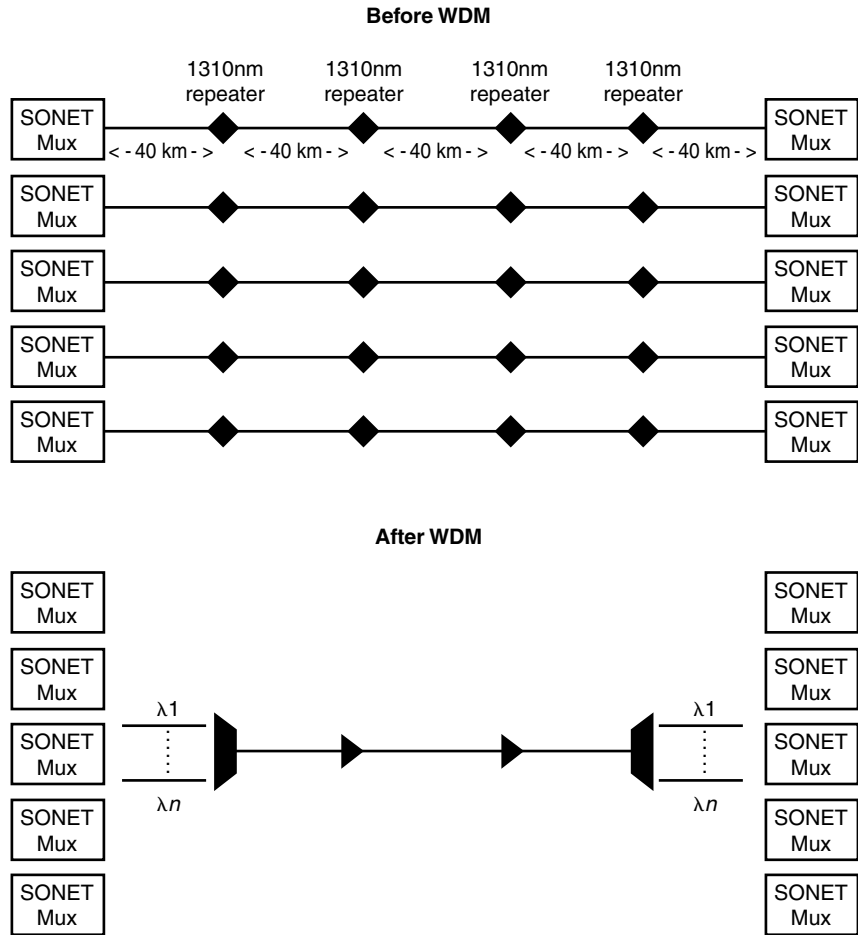 Before WDM
1310nm repeater
1310nm repeater
1310nm repeater
1310nm repeater
SONET Mux
SONET Mux
< - 40 km - > < - 40 km - > < - 40 km - > < - 40 km - > < - 40 km - >
SONET Mux
SONET Mux
SONET Mux
SONET Mux
SONET Mux
SONET Mux
SONET Mux
SONET Mux
After WDM
SONET Mux
SONET Mux
SONET Mux
SONET Mux
λ1
λ1
SONET Mux
SONET Mux
λn
λn
SONET Mux
SONET Mux
SONET Mux
SONET Mux